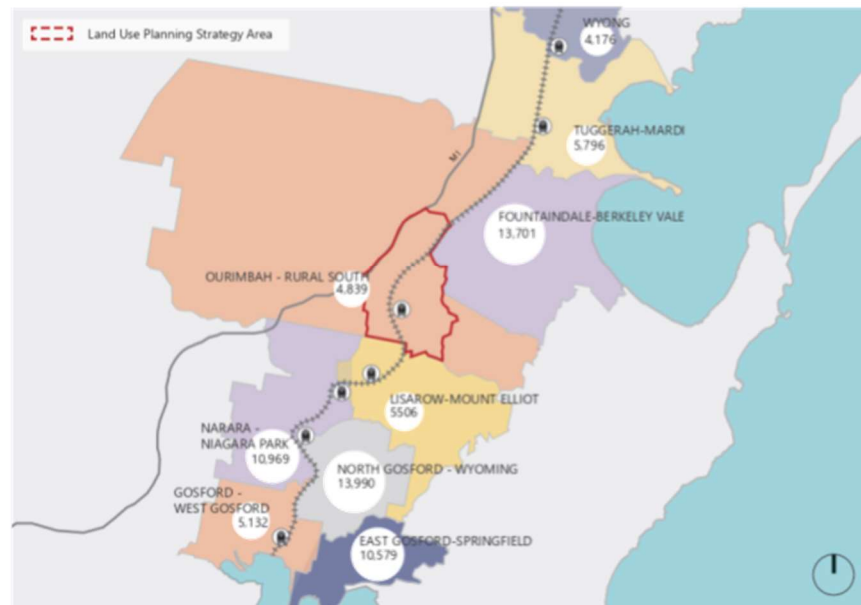 Land Use Planning Strategy Area
WYONG
4,176
TUGGERAH-MARDI
5,796
M1
FOUNTAINDALE-BERKELEY VALE
13,701
OURIMBAH - RURAL SOUTH
4,839
LISAROW-MOUNT ELLIOT
5506
NARARA -
NIAGARA PARK
10,969
NORTH GOSFORD - WYOMING
13,990
GOSFORD -
WEST GOSFORD
5,132
EAST GOSFORD-SPRINGFIELD
10,579